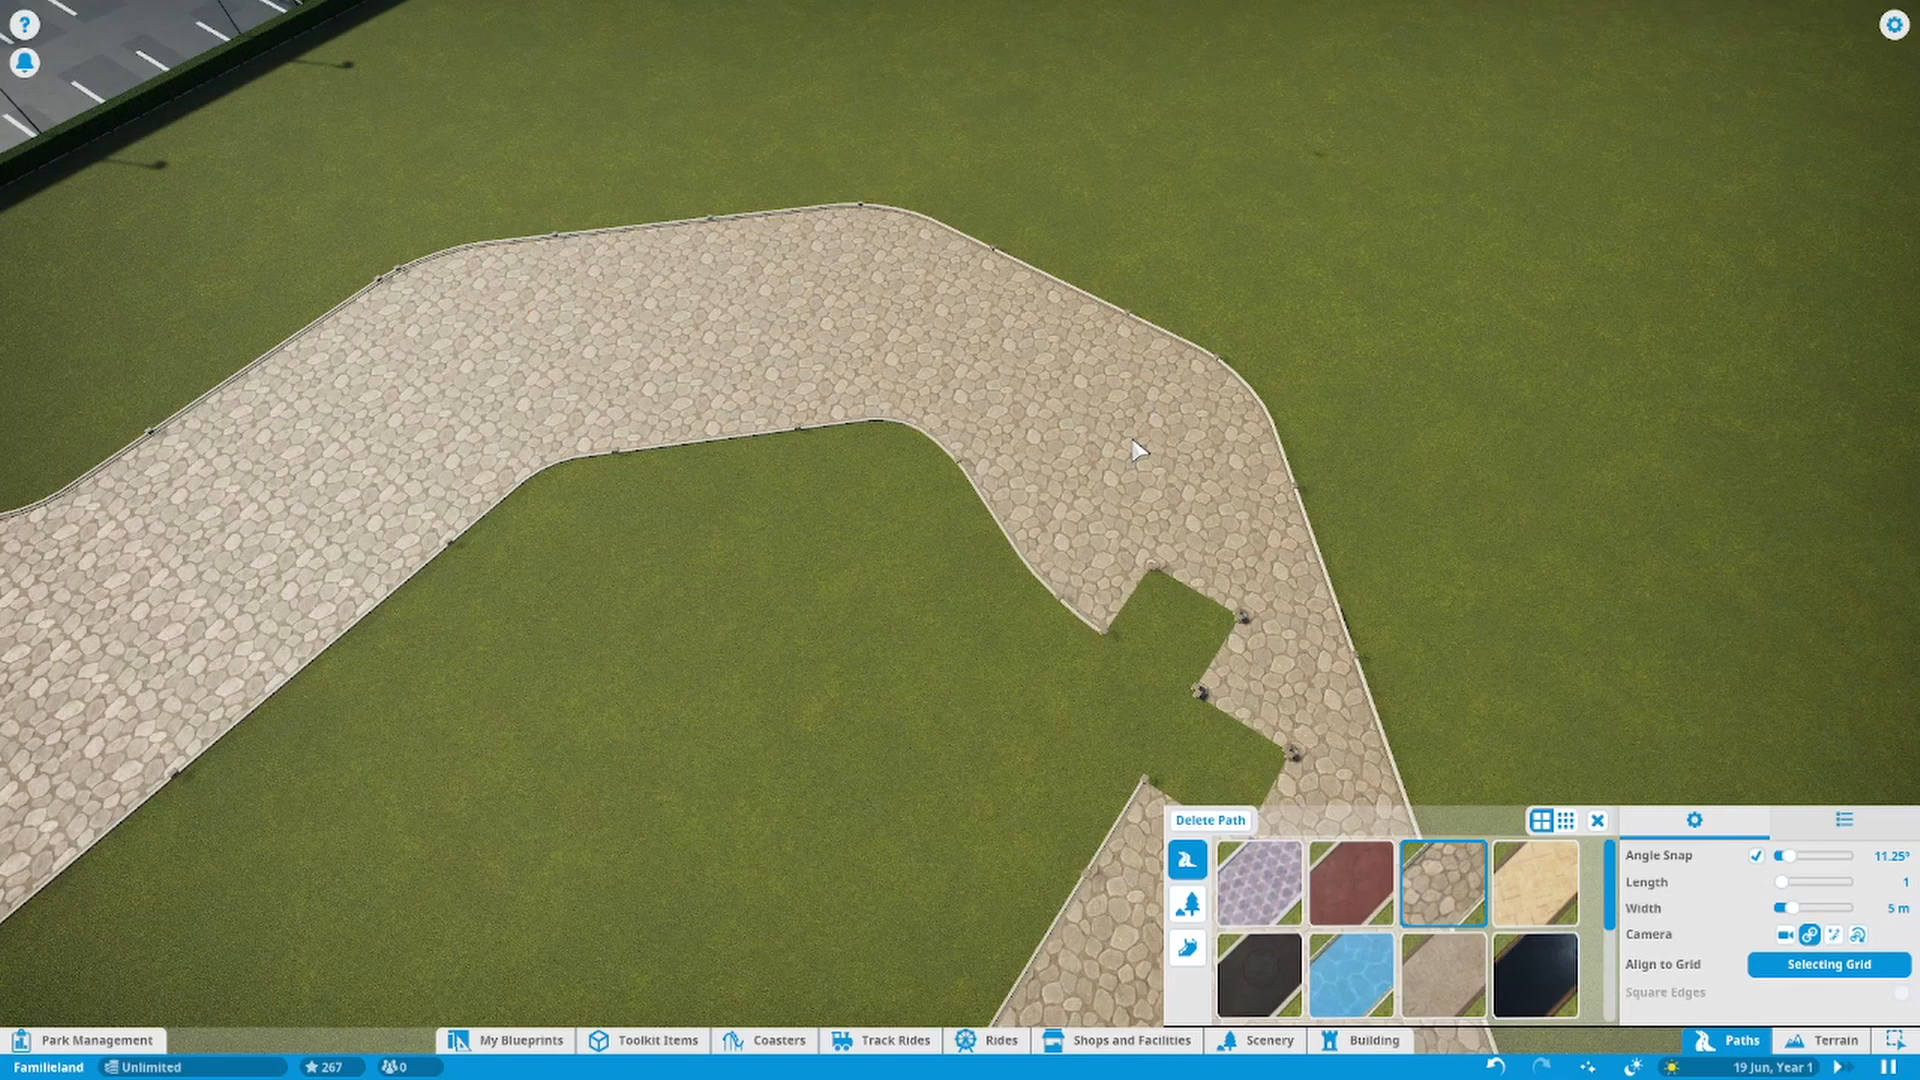 ?
Delete Path
Angle Snap 11.25°
Length 1
Width 5 m
Camera
Align to Grid Selecting Grid
Square Edges
Park Management My Blueprints Toolkit Items Coasters Track Rides Rides Shops and Facilities Scenery Building Paths Terrain
Familieland Unlimited 267 0 19 Jun, Year 1